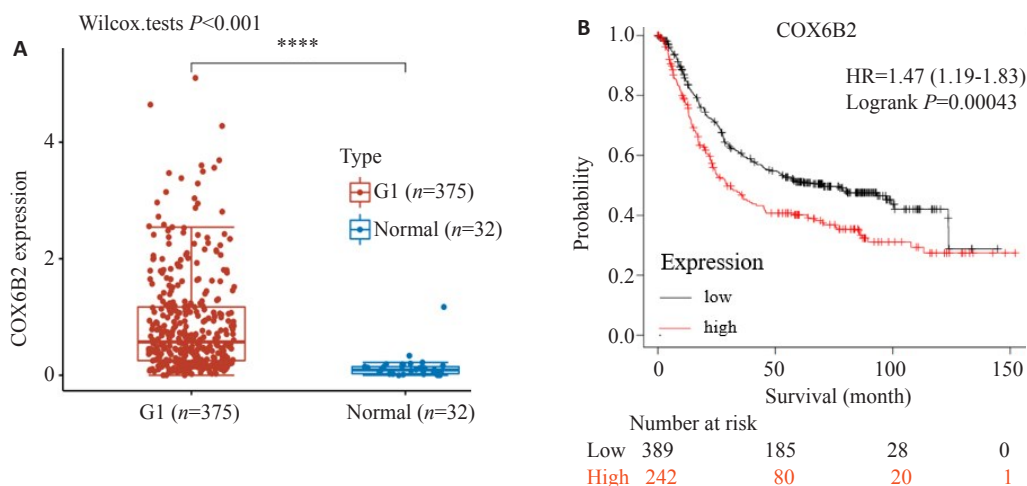 A
Wilcox.tests P<0.001
****
COX6B2 expression
4
2
0
Type
G1 (n=375)
Normal (n=32)
G1 (n=375)
Normal (n=32)
B
COX6B2
HR=1.47 (1.19-1.83)
Logrank P=0.00043
Probability
1.0
0.8
0.6
0.4
0.2
0.0
Expression
low
high
0 50 100 150
Survival (month)
Number at risk
Low 389 185 28 0
High 242 80 20 1